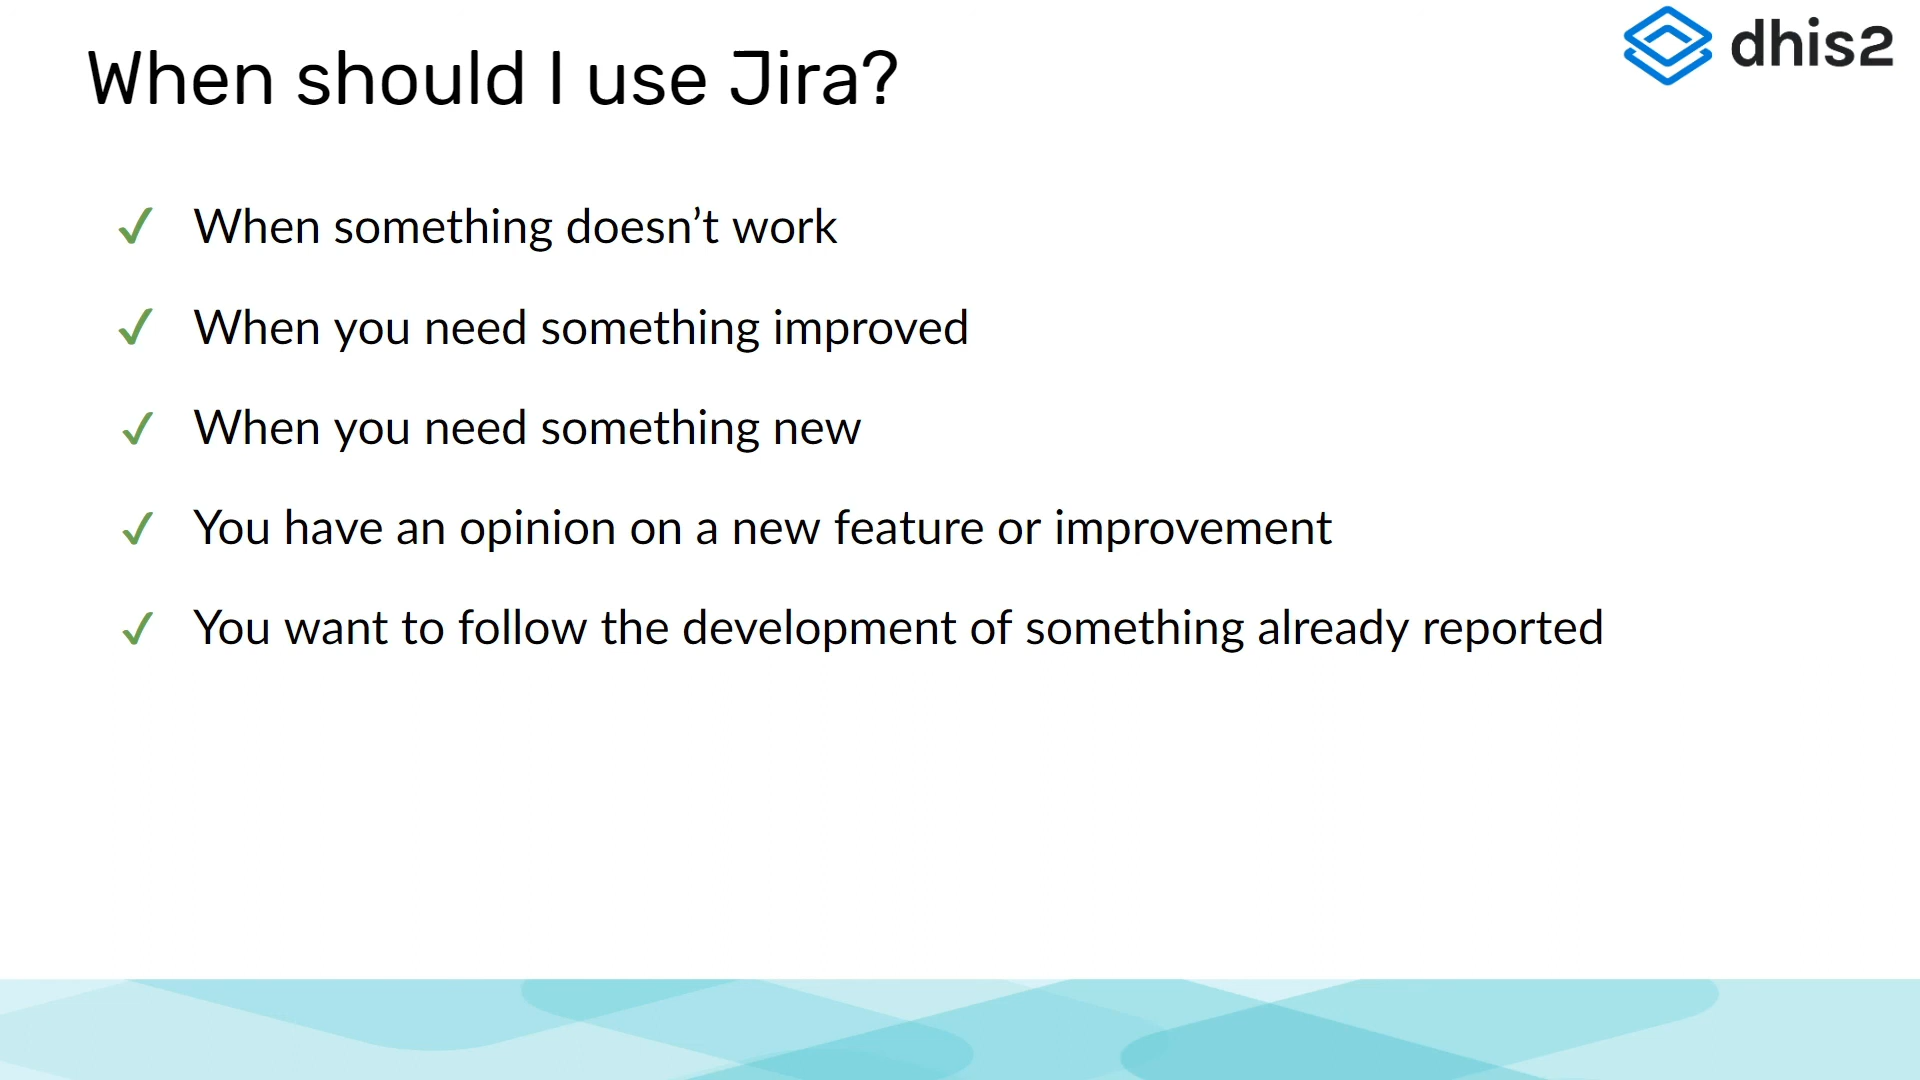 dhis2
When should I use Jira?
✓ When something doesn’t work
✓ When you need something improved
✓ When you need something new
✓ You have an opinion on a new feature or improvement
✓ You want to follow the development of something already reported